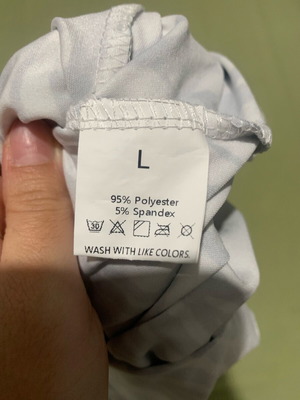 L
95% Polyester
5% Spandex
30
WASH WITH LIKE COLORS